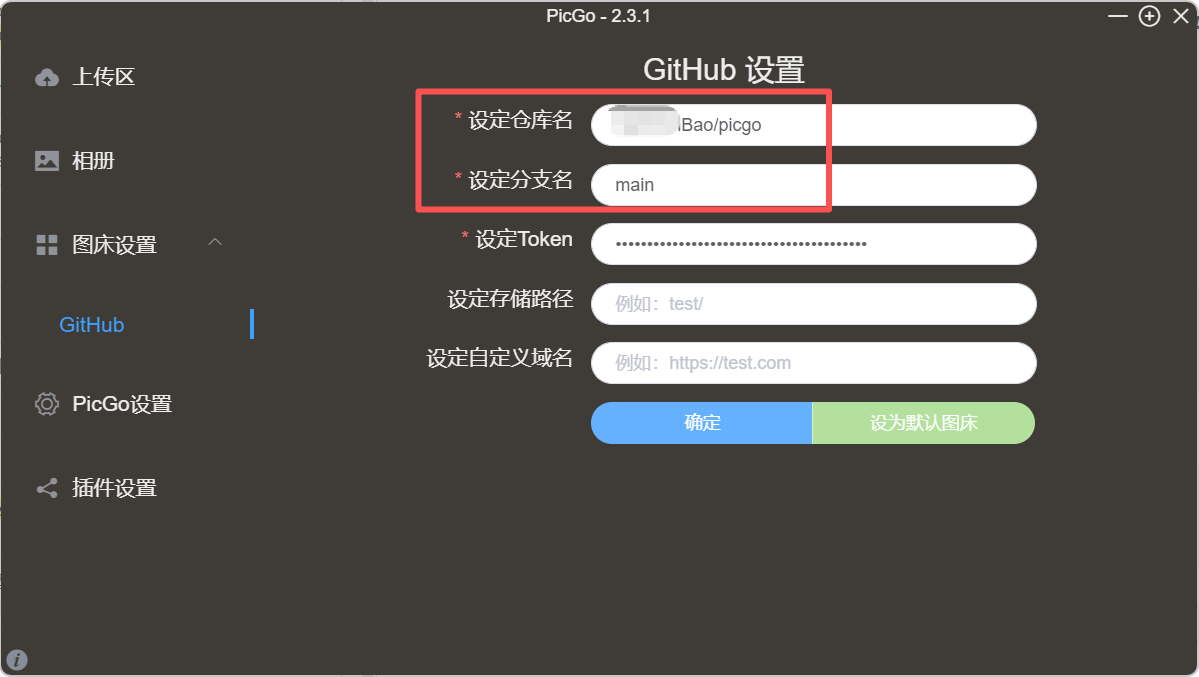 PicGo - 2.3.1
上传区
相册
图床设置
GitHub
PicGo设置
插件设置
GitHub 设置
* 设定仓库名
Bao/picgo
* 设定分支名
main
* 设定Token
••••••••••••••••••••••••••••••••••••••••
设定存储路径
例如：test/
设定自定义域名
例如：https://test.com
确定
设为默认图床